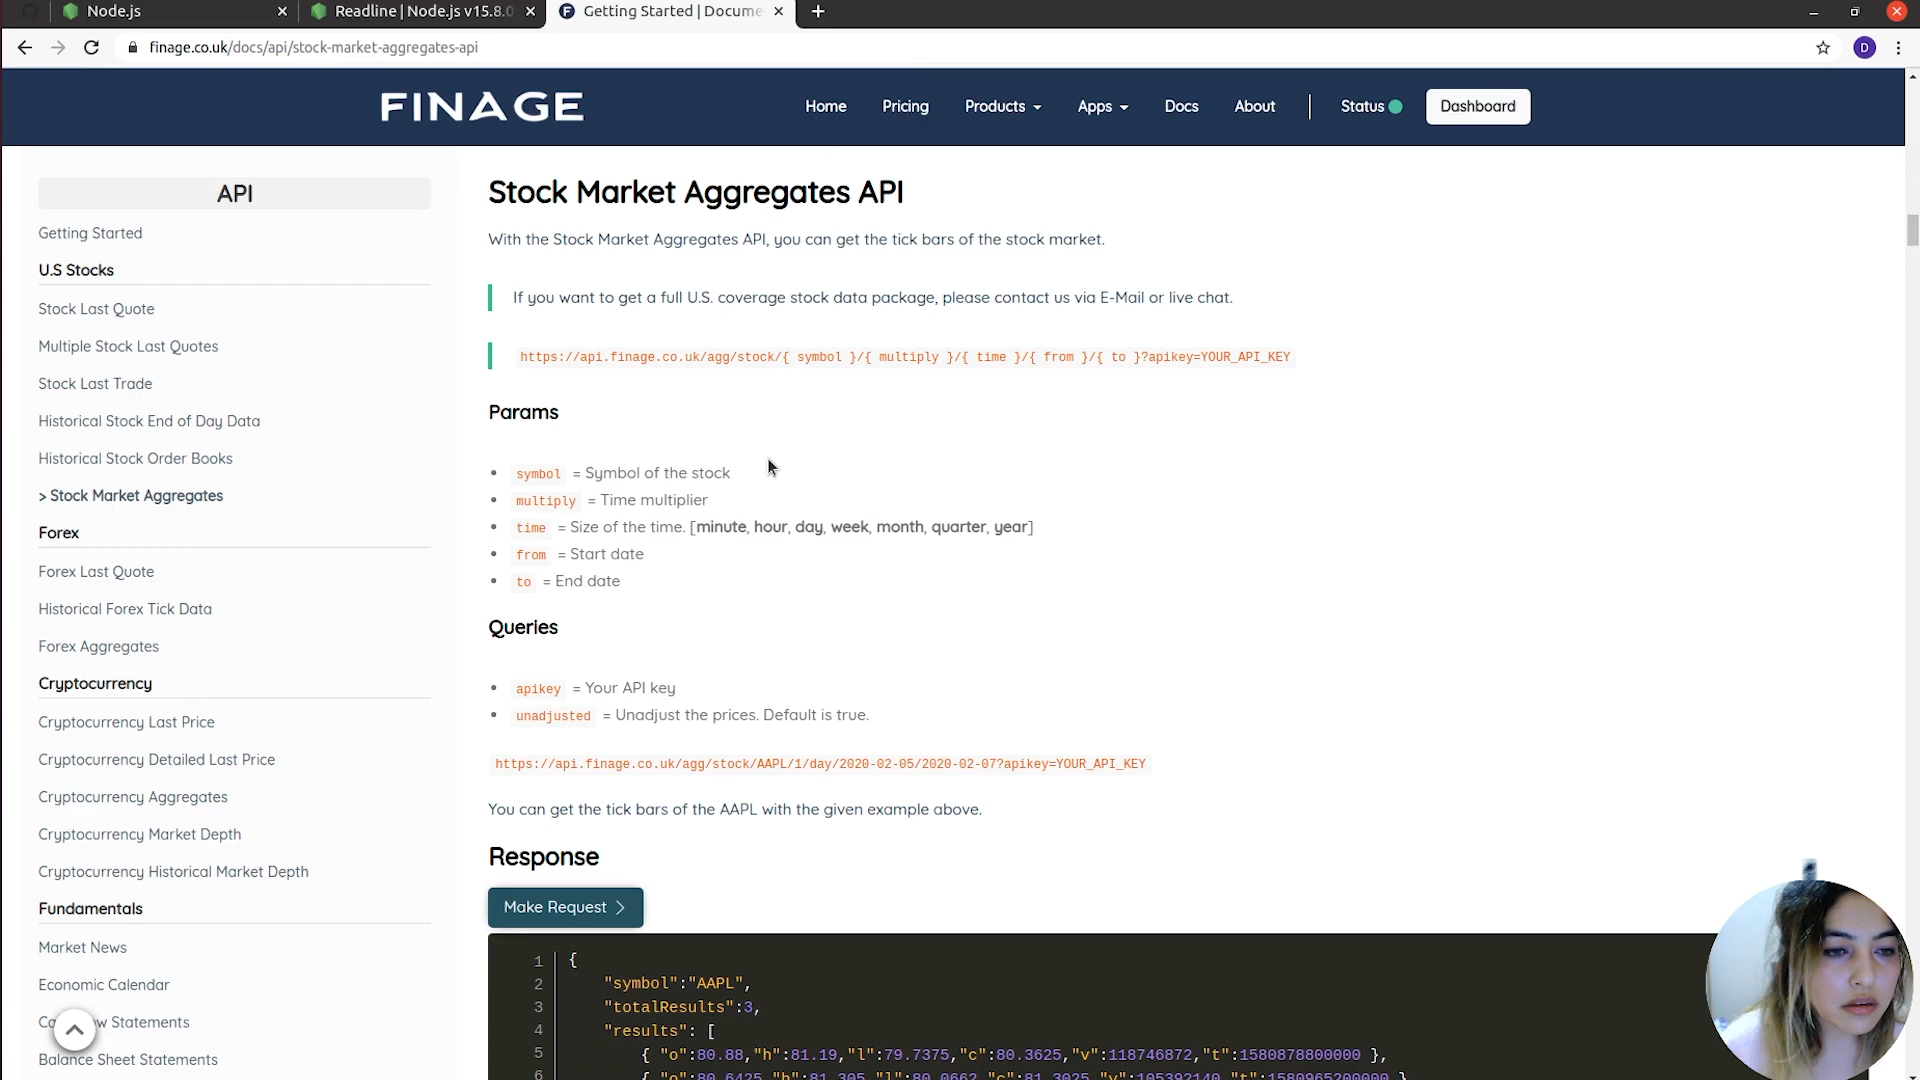 Node.js
Readline | Node.js v15.8.0
Getting Started | Docume
finage.co.uk/docs/api/stock-market-aggregates-api
D
FINAGE
Home
Pricing
Products
Apps
Docs
About
Status
Dashboard
API
Getting Started
U.S Stocks
Stock Last Quote
Multiple Stock Last Quotes
Stock Last Trade
Historical Stock End of Day Data
Historical Stock Order Books
> Stock Market Aggregates
Forex
Forex Last Quote
Historical Forex Tick Data
Forex Aggregates
Cryptocurrency
Cryptocurrency Last Price
Cryptocurrency Detailed Last Price
Cryptocurrency Aggregates
Cryptocurrency Market Depth
Cryptocurrency Historical Market Depth
Fundamentals
Market News
Economic Calendar
Statements
Balance Sheet Statements
Stock Market Aggregates API
With the Stock Market Aggregates API, you can get the tick bars of the stock market.
If you want to get a full U.S. coverage stock data package, please contact us via E-Mail or live chat.
https://api.finage.co.uk/agg/stock/{ symbol }/{ multiply }/{ time }/{ from }/{ to }?apikey=YOUR_API_KEY
Params
• symbol = Symbol of the stock
• multiply = Time multiplier
• time = Size of the time. [minute, hour, day, week, month, quarter, year]
• from = Start date
• to = End date
Queries
• apikey = Your API key
• unadjusted = Unadjust the prices. Default is true.
https://api.finage.co.uk/agg/stock/AAPL/1/day/2020-02-05/2020-02-07?apikey=YOUR_API_KEY
You can get the tick bars of the AAPL with the given example above.
Response
Make Request
1 {
2 "symbol":"AAPL",
3 "totalResults":3,
4 "results": [
5 { "o":80.88,"h":81.19,"l":79.7375,"c":80.3625,"v":118746872,"t":1580878800000 },
6 { "o":80.6425,"h":81.305,"l":80.0662,"c":81.3025,"v":105392140,"t":1580965200000 },